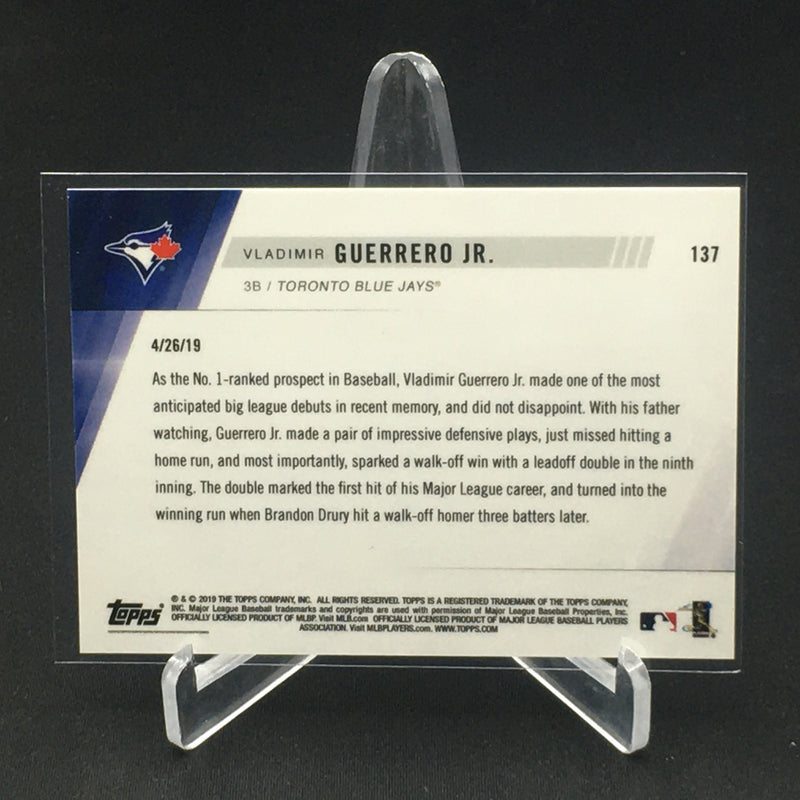 VLADIMIR GUERRERO JR.
137
3B / TORONTO BLUE JAYS®
4/26/19
As the No. 1-ranked prospect in Baseball, Vladimir Guerrero Jr. made one of the most
anticipated big league debuts in recent memory, and did not disappoint. With his father
watching, Guerrero Jr. made a pair of impressive defensive plays, just missed hitting a
home run, and most importantly, sparked a walk-off win with a leadoff double in the ninth
inning. The double marked the first hit of his Major League career, and turned into the
winning run when Brandon Drury hit a walk-off homer three batters later.
Topps®
® & © 2019 THE TOPPS COMPANY, INC. ALL RIGHTS RESERVED. TOPPS IS A REGISTERED TRADEMARK OF THE TOPPS COMPANY,
INC. Major League Baseball trademarks and copyrights are used with permission of Major League Baseball Properties, Inc.
OFFICIALLY LICENSED PRODUCT OF MLBP. Visit MLB.com OFFICIALLY LICENSED PRODUCT OF MAJOR LEAGUE BASEBALL PLAYERS
ASSOCIATION. Visit MLBPLAYERS.com. WWW.TOPPS.COM